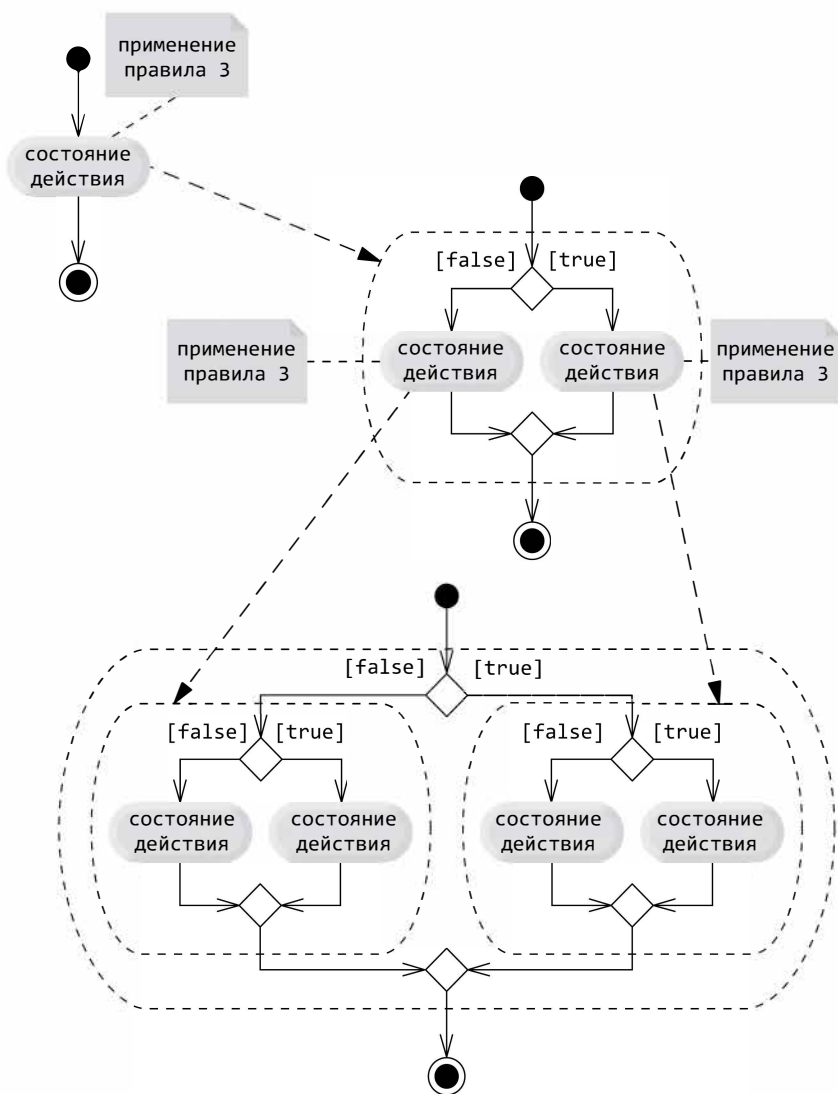 применение
правила 3
состояние
действия
[false] [true]
применение
правила 3
состояние
действия
состояние
действия
применение
правила 3
[false] [true]
[false] [true]
[false] [true]
состояние
действия
состояние
действия
состояние
действия
состояние
действия